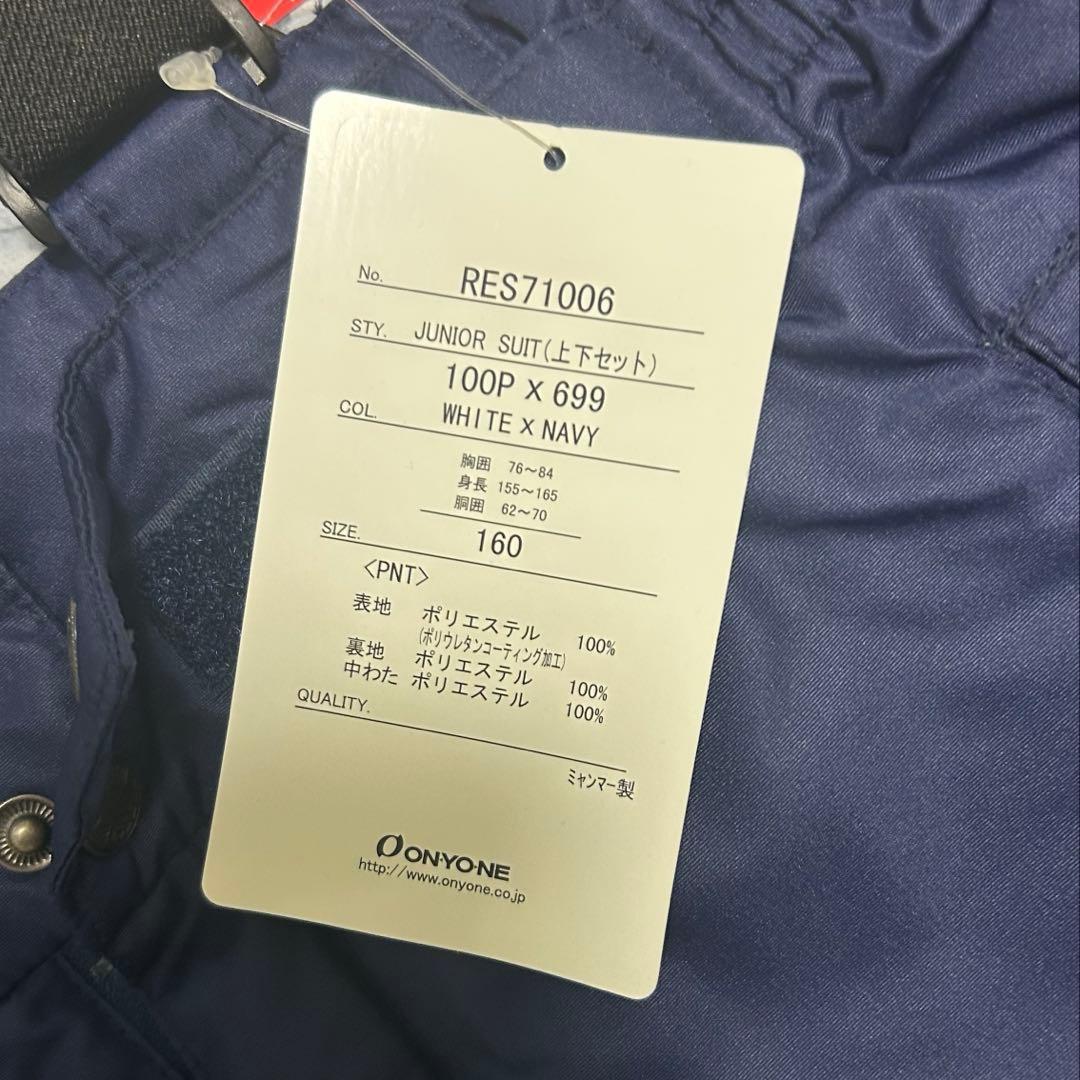 No. RES71006
STY. JUNIOR SUIT(上下セット)
100P X 699
COL. WHITE X NAVY
胸囲 76～84
身長 155～165
胴囲 62～70
SIZE. 160
<PNT>
表地 ポリエステル 100%
(ポリウレタンコーティング加工)
裏地 ポリエステル 100%
中わた ポリエステル 100%
QUALITY.
ミャンマー製
ON·YO·NE
http://www.onyone.co.jp